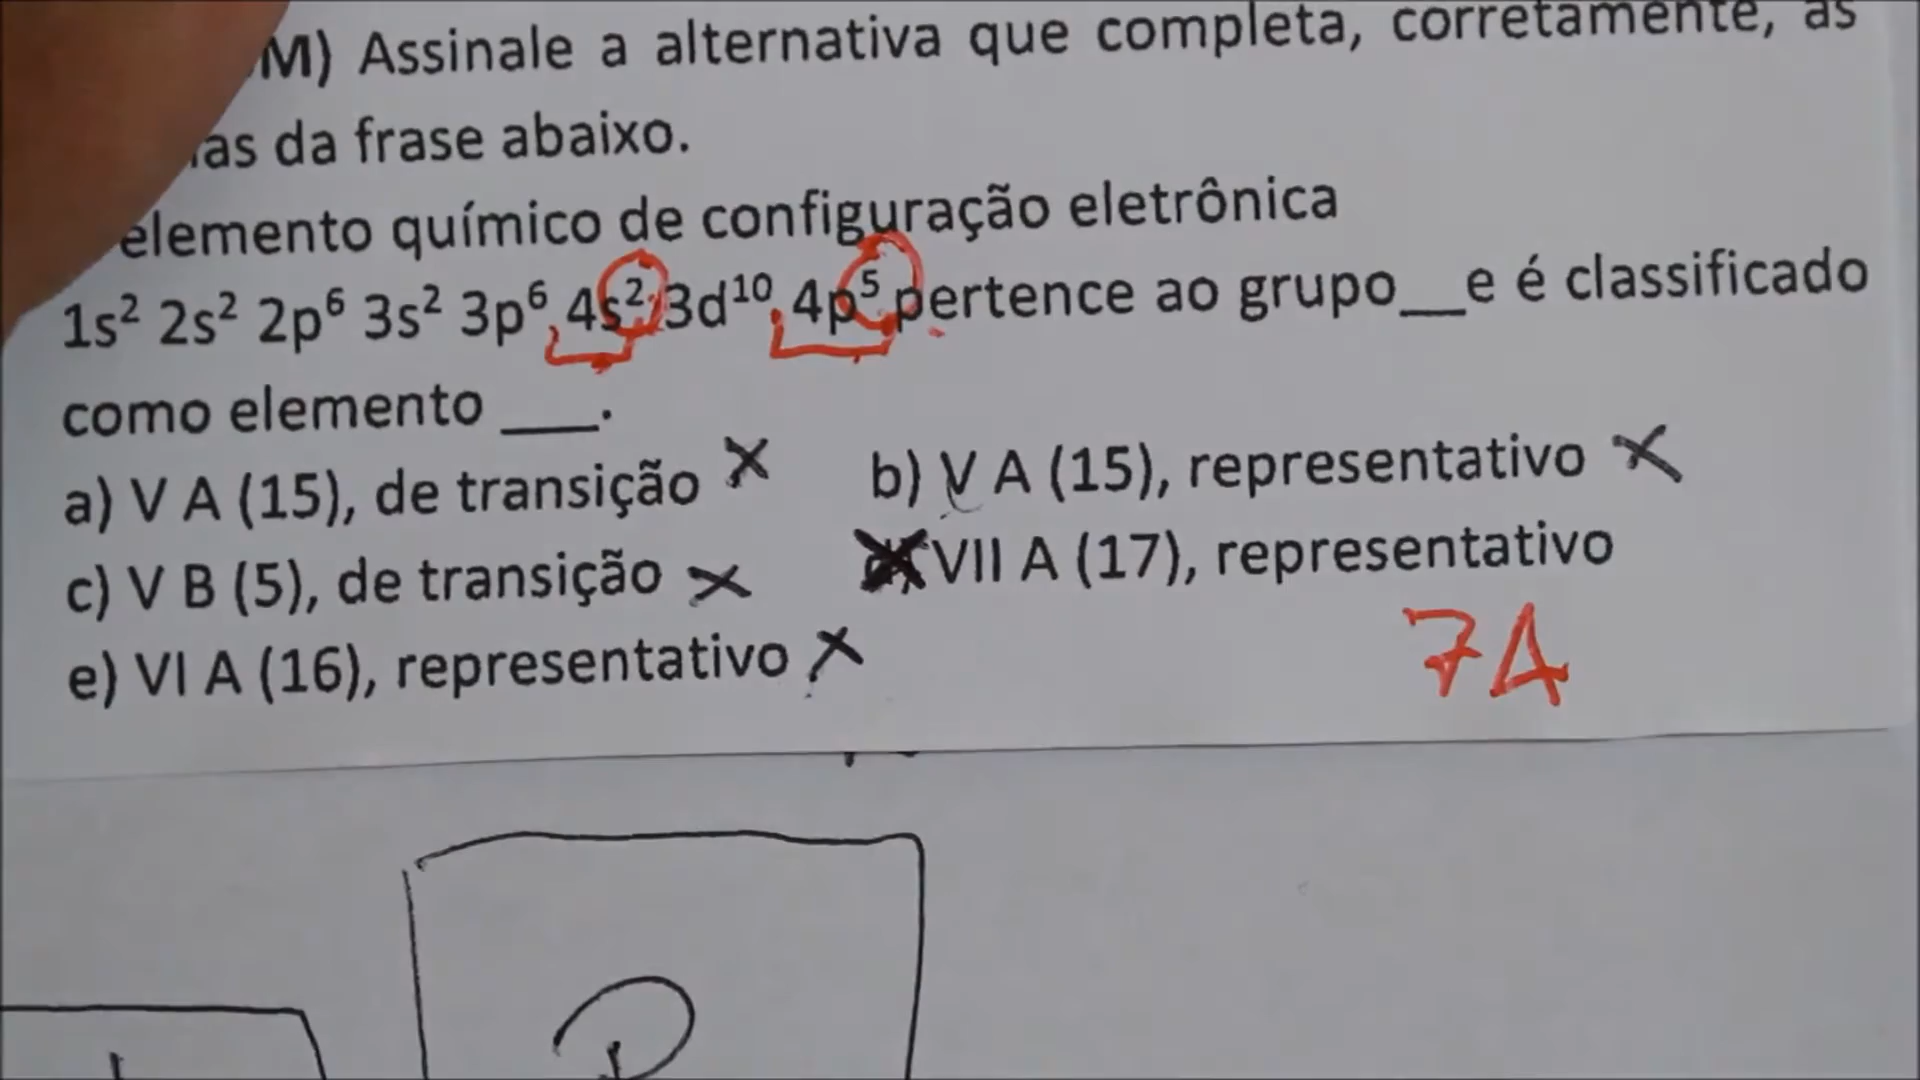 M) Assinale a alternativa que completa, corretamente, as
da frase abaixo.
elemento químico de configuração eletrônica
1s² 2s² 2p⁶ 3s² 3p⁶ 4s² 3d¹⁰ 4p⁵ pertence ao grupo__e é classificado
como elemento ____.
a) V A (15), de transição X
b) V A (15), representativo X
c) V B (5), de transição X
VII A (17), representativo
e) VI A (16), representativo X
7A